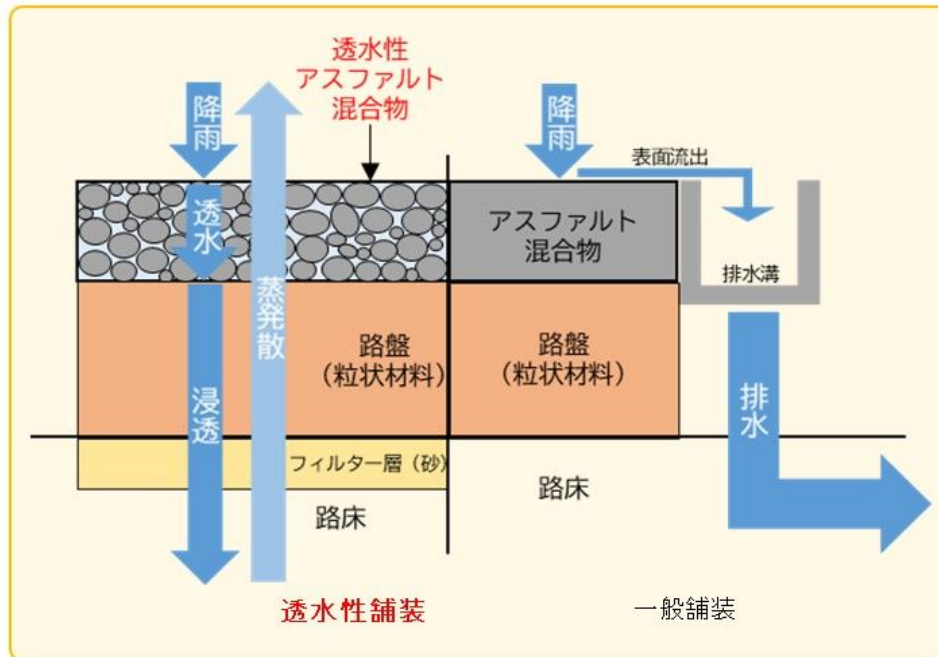 透水性
アスファルト
混合物
降雨
降雨
表面流出
透水
アスファルト
混合物
排水溝
蒸発散
路盤
(粒状材料)
路盤
(粒状材料)
浸透
排水
フィルター層（砂）
路床
路床
透水性舗装
一般舗装